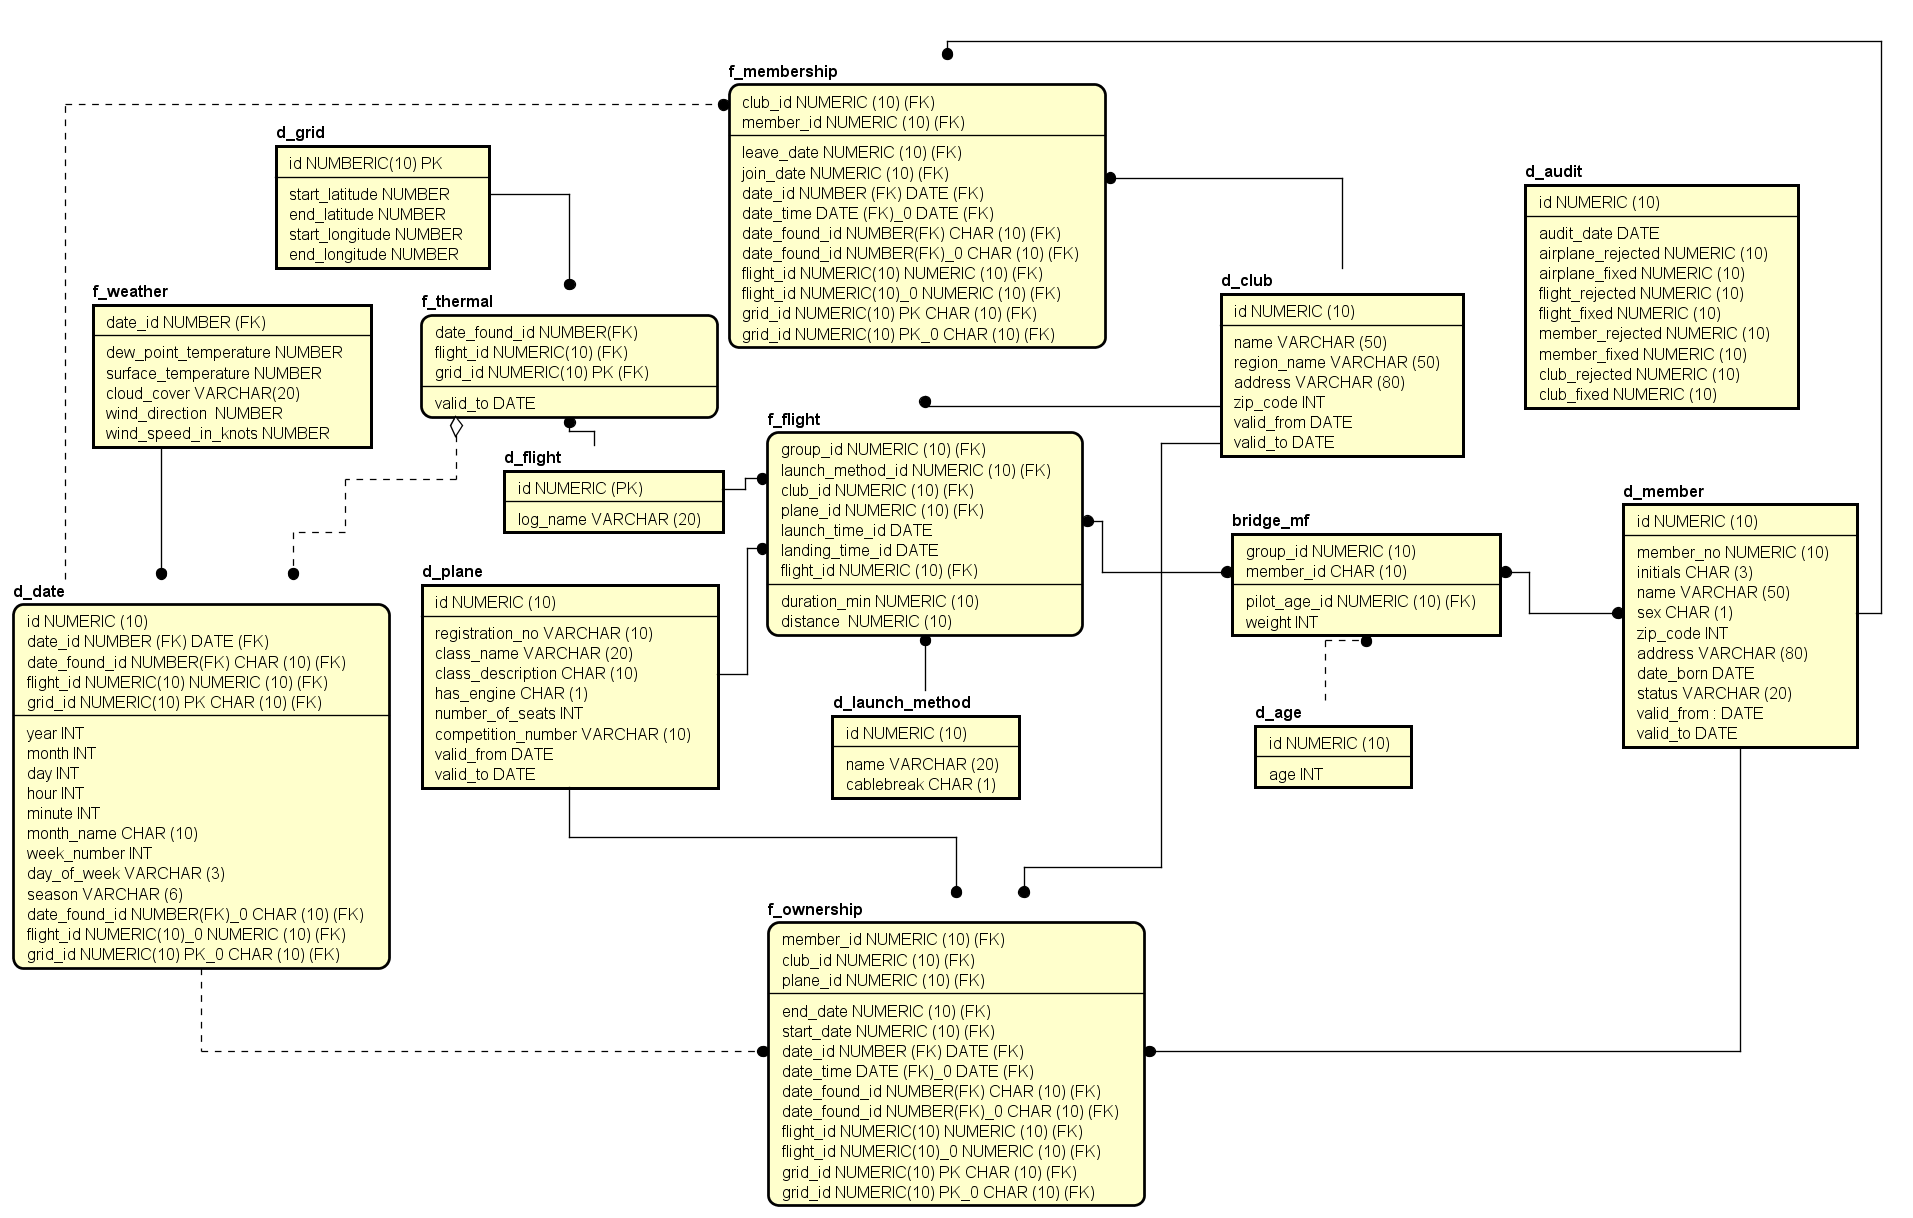 f_membership
club_id NUMERIC (10) (FK)
member_id NUMERIC (10) (FK)
leave_date NUMERIC (10) (FK)
join_date NUMERIC (10) (FK)
date_id NUMBER (FK) DATE (FK)
date_time DATE (FK)_0 DATE (FK)
date_found_id NUMBER(FK) CHAR (10) (FK)
date_found_id NUMBER(FK)_0 CHAR (10) (FK)
flight_id NUMERIC(10) NUMERIC (10) (FK)
flight_id NUMERIC(10)_0 NUMERIC (10) (FK)
grid_id NUMERIC(10) PK CHAR (10) (FK)
grid_id NUMERIC(10) PK_0 CHAR (10) (FK)
d_grid
id NUMBERIC(10) PK
start_latitude NUMBER
end_latitude NUMBER
start_longitude NUMBER
end_longitude NUMBER
d_audit
id NUMERIC (10)
audit_date DATE
airplane_rejected NUMERIC (10)
airplane_fixed NUMERIC (10)
flight_rejected NUMERIC (10)
flight_fixed NUMERIC (10)
member_rejected NUMERIC (10)
member_fixed NUMERIC (10)
club_rejected NUMERIC (10)
club_fixed NUMERIC (10)
d_club
id NUMERIC (10)
name VARCHAR (50)
region_name VARCHAR (50)
address VARCHAR (80)
zip_code INT
valid_from DATE
valid_to DATE
f_weather
date_id NUMBER (FK)
dew_point_temperature NUMBER
surface_temperature NUMBER
cloud_cover VARCHAR(20)
wind_direction  NUMBER
wind_speed_in_knots NUMBER
f_thermal
date_found_id NUMBER(FK)
flight_id NUMERIC(10) (FK)
grid_id NUMERIC(10) PK (FK)
valid_to DATE
f_flight
group_id NUMERIC (10) (FK)
launch_method_id NUMERIC (10) (FK)
club_id NUMERIC (10) (FK)
plane_id NUMERIC (10) (FK)
launch_time_id DATE
landing_time_id DATE
flight_id NUMERIC (10) (FK)
duration_min NUMERIC (10)
distance  NUMERIC (10)
d_flight
id NUMERIC (PK)
log_name VARCHAR (20)
d_member
id NUMERIC (10)
member_no NUMERIC (10)
initials CHAR (3)
name VARCHAR (50)
sex CHAR (1)
zip_code INT
address VARCHAR (80)
date_born DATE
status VARCHAR (20)
valid_from : DATE
valid_to DATE
bridge_mf
group_id NUMERIC (10)
member_id CHAR (10)
pilot_age_id NUMERIC (10) (FK)
weight INT
d_plane
id NUMERIC (10)
registration_no VARCHAR (10)
class_name VARCHAR (20)
class_description CHAR (10)
has_engine CHAR (1)
number_of_seats INT
competition_number VARCHAR (10)
valid_from DATE
valid_to DATE
d_date
id NUMERIC (10)
date_id NUMBER (FK) DATE (FK)
date_found_id NUMBER(FK) CHAR (10) (FK)
flight_id NUMERIC(10) NUMERIC (10) (FK)
grid_id NUMERIC(10) PK CHAR (10) (FK)
year INT
month INT
day INT
hour INT
minute INT
month_name CHAR (10)
week_number INT
day_of_week VARCHAR (3)
season VARCHAR (6)
date_found_id NUMBER(FK)_0 CHAR (10) (FK)
flight_id NUMERIC(10)_0 NUMERIC (10) (FK)
grid_id NUMERIC(10) PK_0 CHAR (10) (FK)
d_launch_method
id NUMERIC (10)
name VARCHAR (20)
cablebreak CHAR (1)
d_age
id NUMERIC (10)
age INT
f_ownership
member_id NUMERIC (10) (FK)
club_id NUMERIC (10) (FK)
plane_id NUMERIC (10) (FK)
end_date NUMERIC (10) (FK)
start_date NUMERIC (10) (FK)
date_id NUMBER (FK) DATE (FK)
date_time DATE (FK)_0 DATE (FK)
date_found_id NUMBER(FK) CHAR (10) (FK)
date_found_id NUMBER(FK)_0 CHAR (10) (FK)
flight_id NUMERIC(10) NUMERIC (10) (FK)
flight_id NUMERIC(10)_0 NUMERIC (10) (FK)
grid_id NUMERIC(10) PK CHAR (10) (FK)
grid_id NUMERIC(10) PK_0 CHAR (10) (FK)